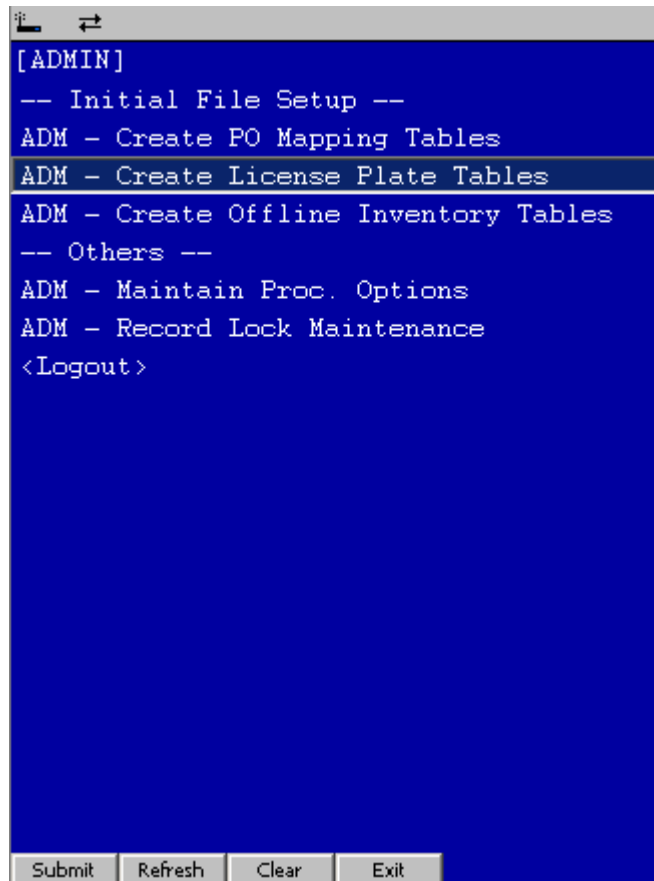 [ADMIN]
-- Initial File Setup --
ADM - Create PO Mapping Tables
ADM - Create License Plate Tables
ADM - Create Offline Inventory Tables
-- Others --
ADM - Maintain Proc. Options
ADM - Record Lock Maintenance
<Logout>
Submit Refresh Clear Exit